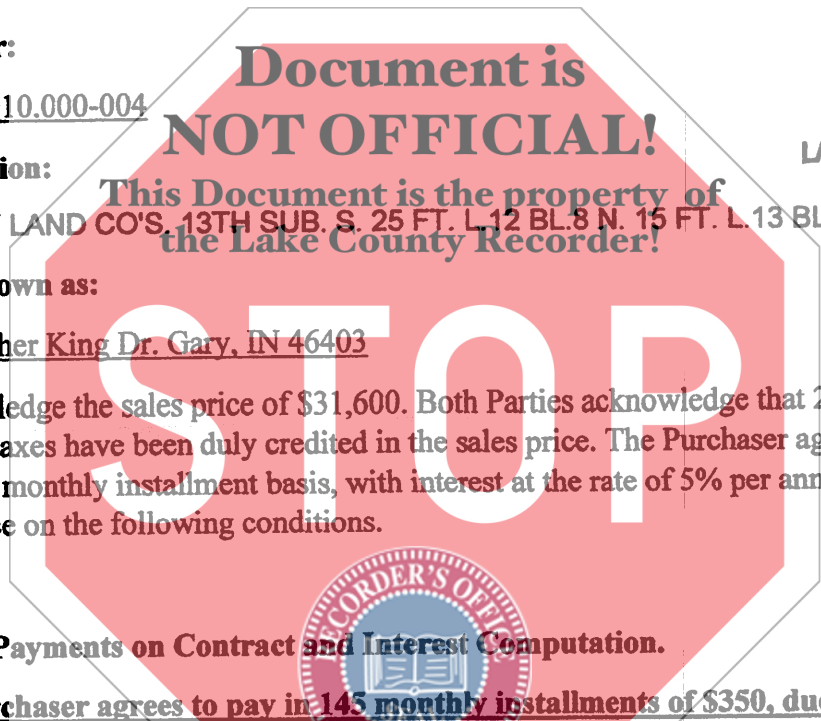 r:
Document is
10.000-004
NOT OFFICIAL!
ion:
This Document is the property of
LAND CO'S. 13TH SUB. S. 25 FT. L.12 BL.8 N. 15 FT. L.13 BL
the Lake County Recorder!
own as:
her King Dr. Gary, IN 46403
STOP
ledge the sales price of $31,600. Both Parties acknowledge that 2
axes have been duly credited in the sales price. The Purchaser ag
monthly installment basis, with interest at the rate of 5% per ann
e on the following conditions.
RECORDER'S OFFIC
Payments on Contract and Interest Computation.
chaser agrees to pay in 145 monthly installments of $350, du